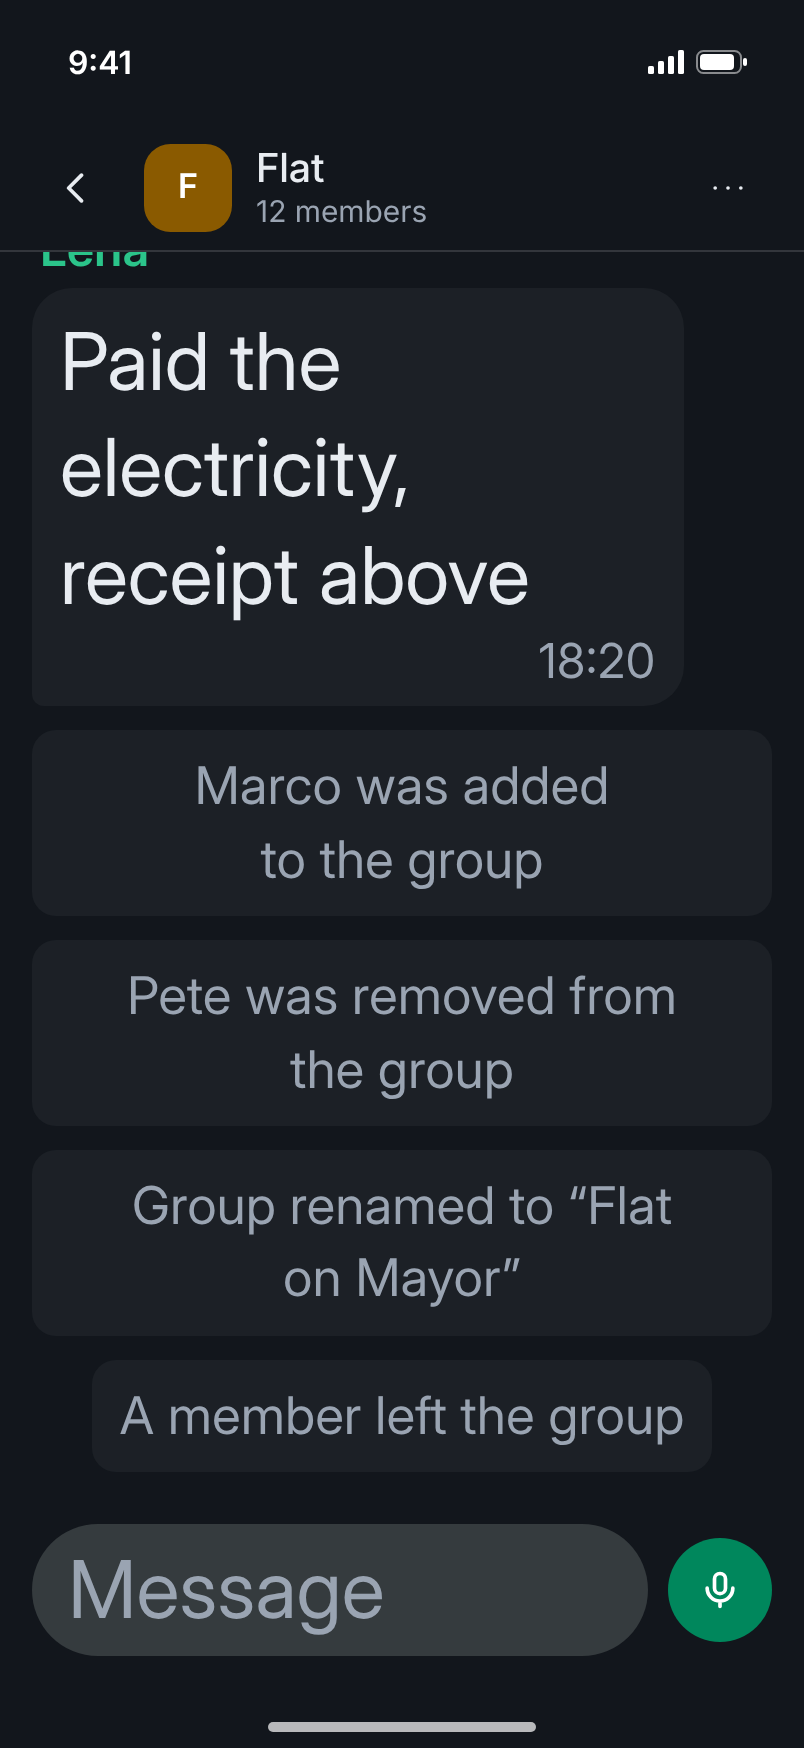 9:41
F
Flat
12 members
Lena
Paid the
electricity,
receipt above
18:20
Marco was added
to the group
Pete was removed from
the group
Group renamed to “Flat
on Mayor”
A member left the group
Message